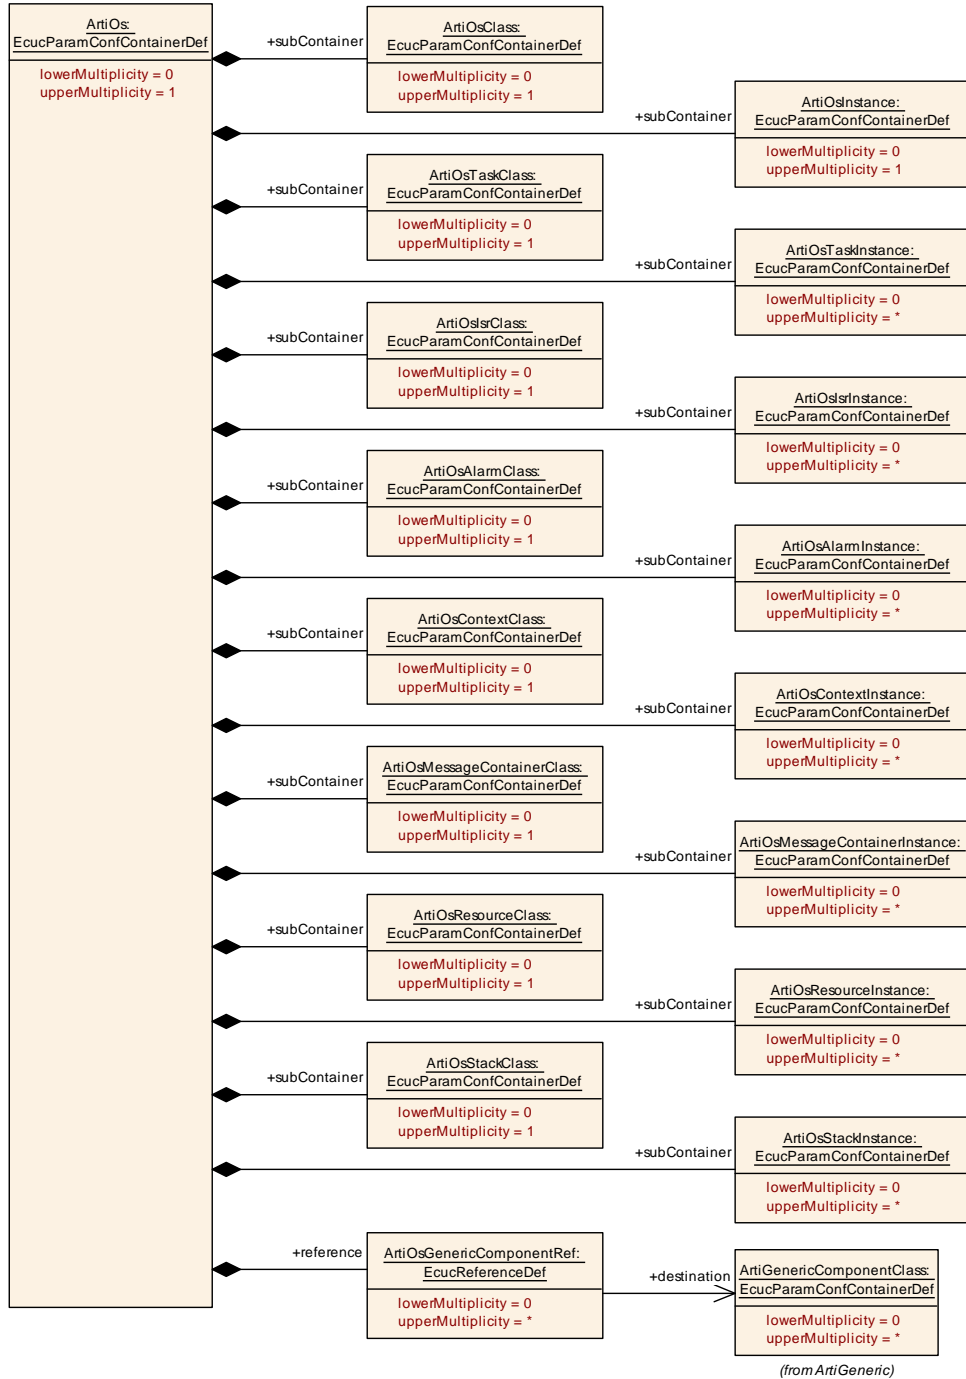 ArtiOs:
EcucParamConfContainerDef
lowerMultiplicity = 0
upperMultiplicity = 1
+subContainer
ArtiOsClass:
EcucParamConfContainerDef
lowerMultiplicity = 0
upperMultiplicity = 1
+subContainer
ArtiOsInstance:
EcucParamConfContainerDef
lowerMultiplicity = 0
upperMultiplicity = 1
+subContainer
ArtiOsTaskClass:
EcucParamConfContainerDef
lowerMultiplicity = 0
upperMultiplicity = 1
+subContainer
ArtiOsTaskInstance:
EcucParamConfContainerDef
lowerMultiplicity = 0
upperMultiplicity = *
+subContainer
ArtiOsIsrClass:
EcucParamConfContainerDef
lowerMultiplicity = 0
upperMultiplicity = 1
+subContainer
ArtiOsIsrInstance:
EcucParamConfContainerDef
lowerMultiplicity = 0
upperMultiplicity = *
+subContainer
ArtiOsAlarmClass:
EcucParamConfContainerDef
lowerMultiplicity = 0
upperMultiplicity = 1
+subContainer
ArtiOsAlarmInstance:
EcucParamConfContainerDef
lowerMultiplicity = 0
upperMultiplicity = *
+subContainer
ArtiOsContextClass:
EcucParamConfContainerDef
lowerMultiplicity = 0
upperMultiplicity = 1
+subContainer
ArtiOsContextInstance:
EcucParamConfContainerDef
lowerMultiplicity = 0
upperMultiplicity = *
+subContainer
ArtiOsMessageContainerClass:
EcucParamConfContainerDef
lowerMultiplicity = 0
upperMultiplicity = 1
+subContainer
ArtiOsMessageContainerInstance:
EcucParamConfContainerDef
lowerMultiplicity = 0
upperMultiplicity = *
+subContainer
ArtiOsResourceClass:
EcucParamConfContainerDef
lowerMultiplicity = 0
upperMultiplicity = 1
+subContainer
ArtiOsResourceInstance:
EcucParamConfContainerDef
lowerMultiplicity = 0
upperMultiplicity = *
+subContainer
ArtiOsStackClass:
EcucParamConfContainerDef
lowerMultiplicity = 0
upperMultiplicity = 1
+subContainer
ArtiOsStackInstance:
EcucParamConfContainerDef
lowerMultiplicity = 0
upperMultiplicity = *
+reference
ArtiOsGenericComponentRef:
EcucReferenceDef
lowerMultiplicity = 0
upperMultiplicity = *
+destination
ArtiGenericComponentClass:
EcucParamConfContainerDef
lowerMultiplicity = 0
upperMultiplicity = *
(from ArtiGeneric)